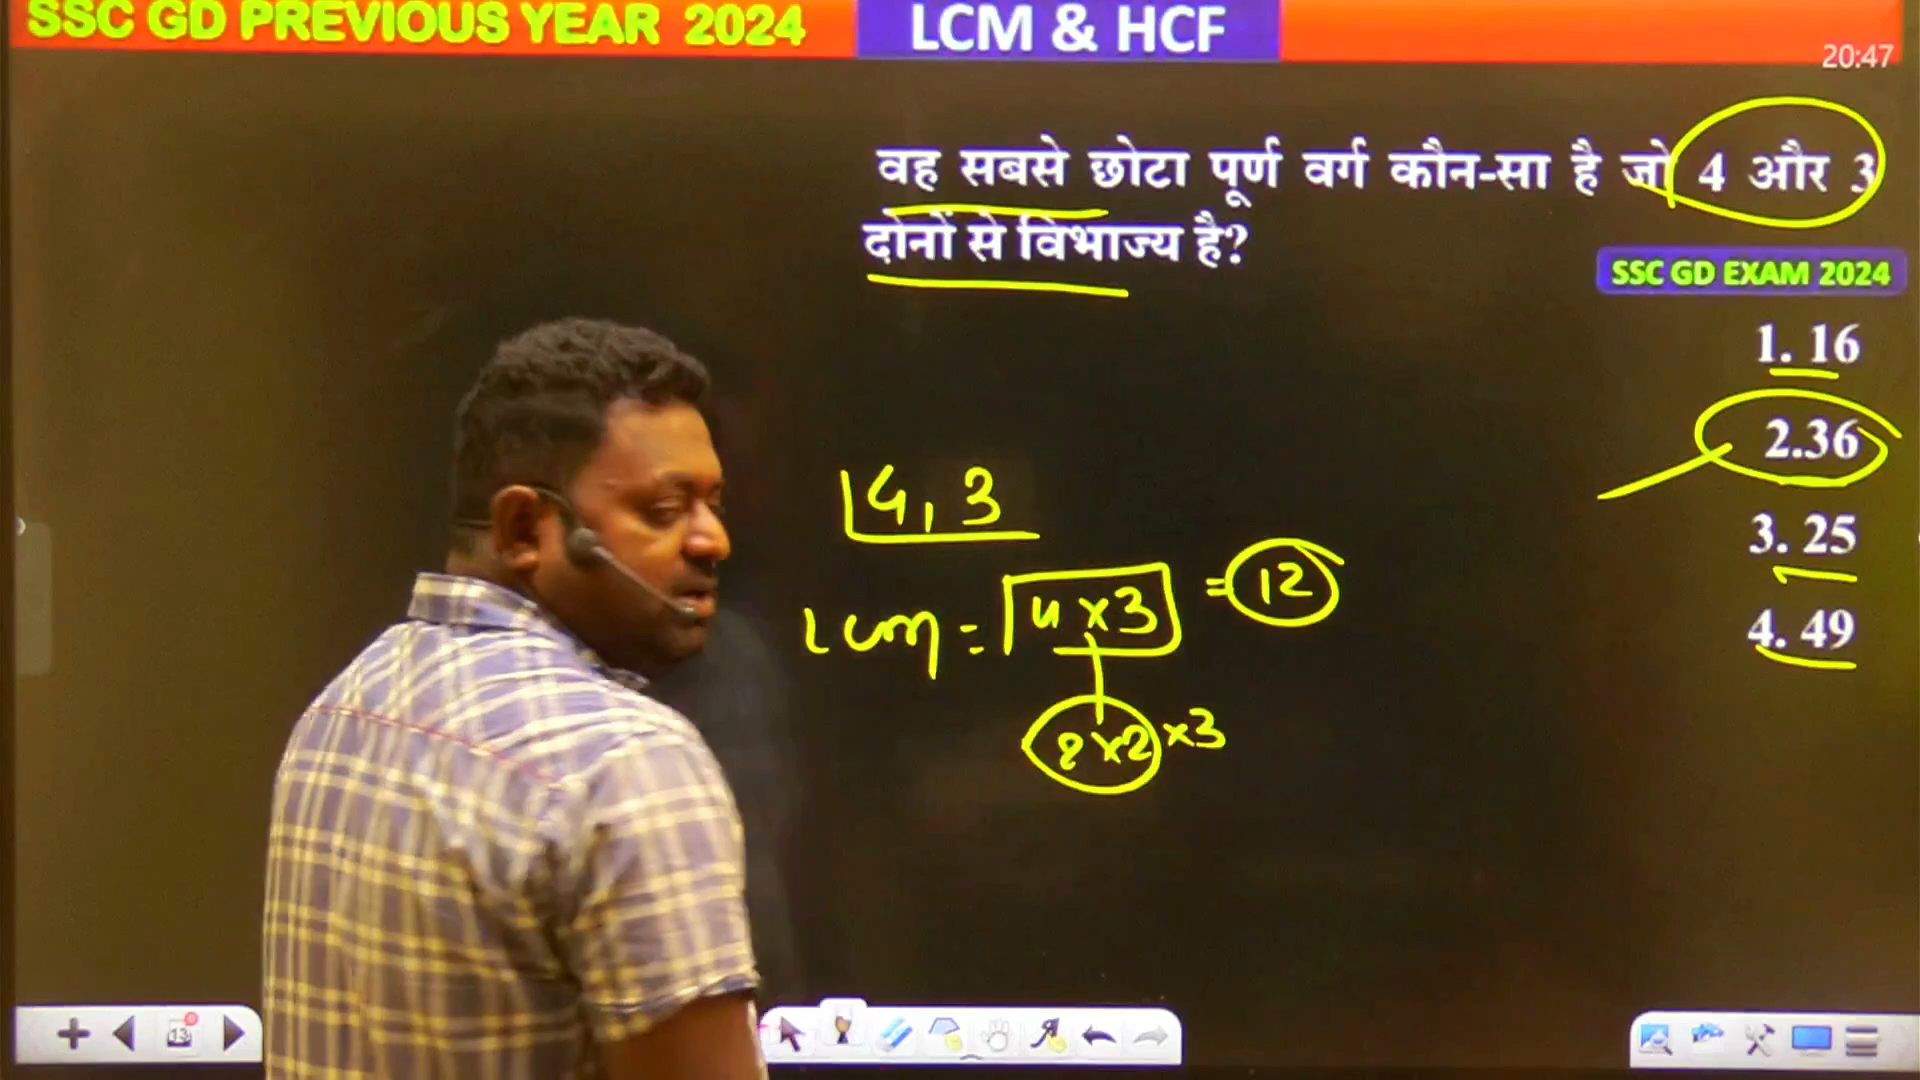 SSC GD PREVIOUS YEAR 2024
LCM & HCF
20:47
वह सबसे छोटा पूर्ण वर्ग कौन-सा है जो 4 और 3
दोनों से विभाज्य है?
SSC GD EXAM 2024
1. 16
2.36
3. 25
4. 49
4, 3
LCM = 4 × 3 = 12
2 × 2 × 3
13